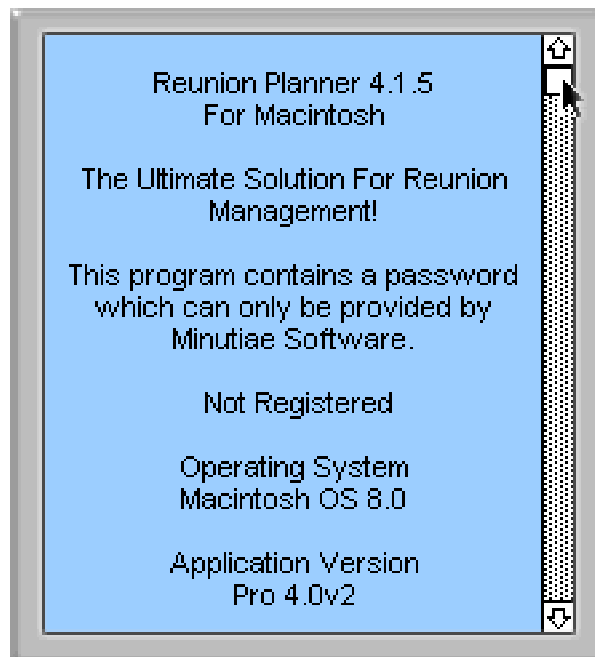 Reunion Planner 4.1.5
For Macintosh
The Ultimate Solution For Reunion
Management!
This program contains a password
which can only be provided by
Minutiae Software.
Not Registered
Operating System
Macintosh OS 8.0
Application Version
Pro 4.0v2